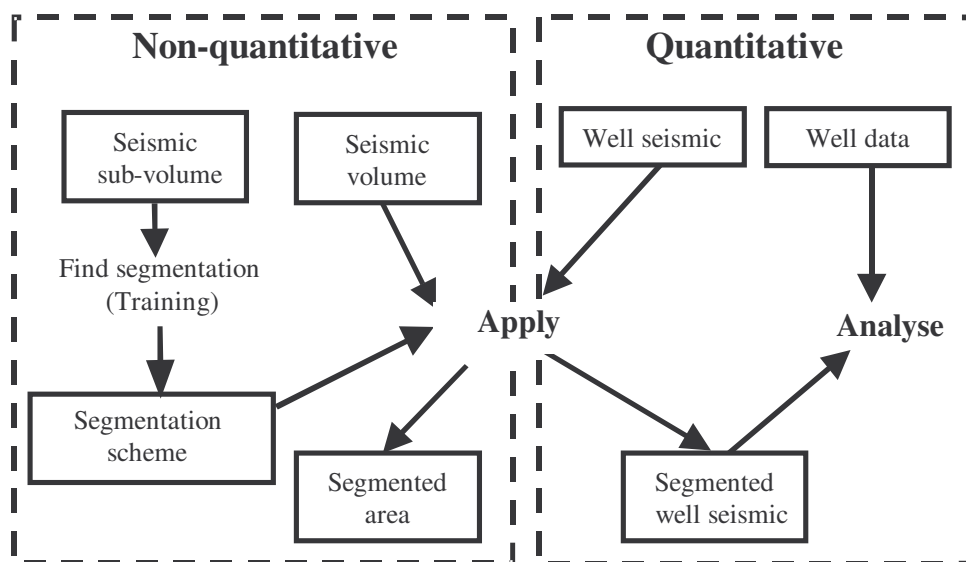 Non-quantitative
Quantitative
Seismic
sub-volume
Seismic
volume
Well seismic
Well data
Find segmentation
(Training)
Apply
Analyse
Segmentation
scheme
Segmented
area
Segmented
well seismic